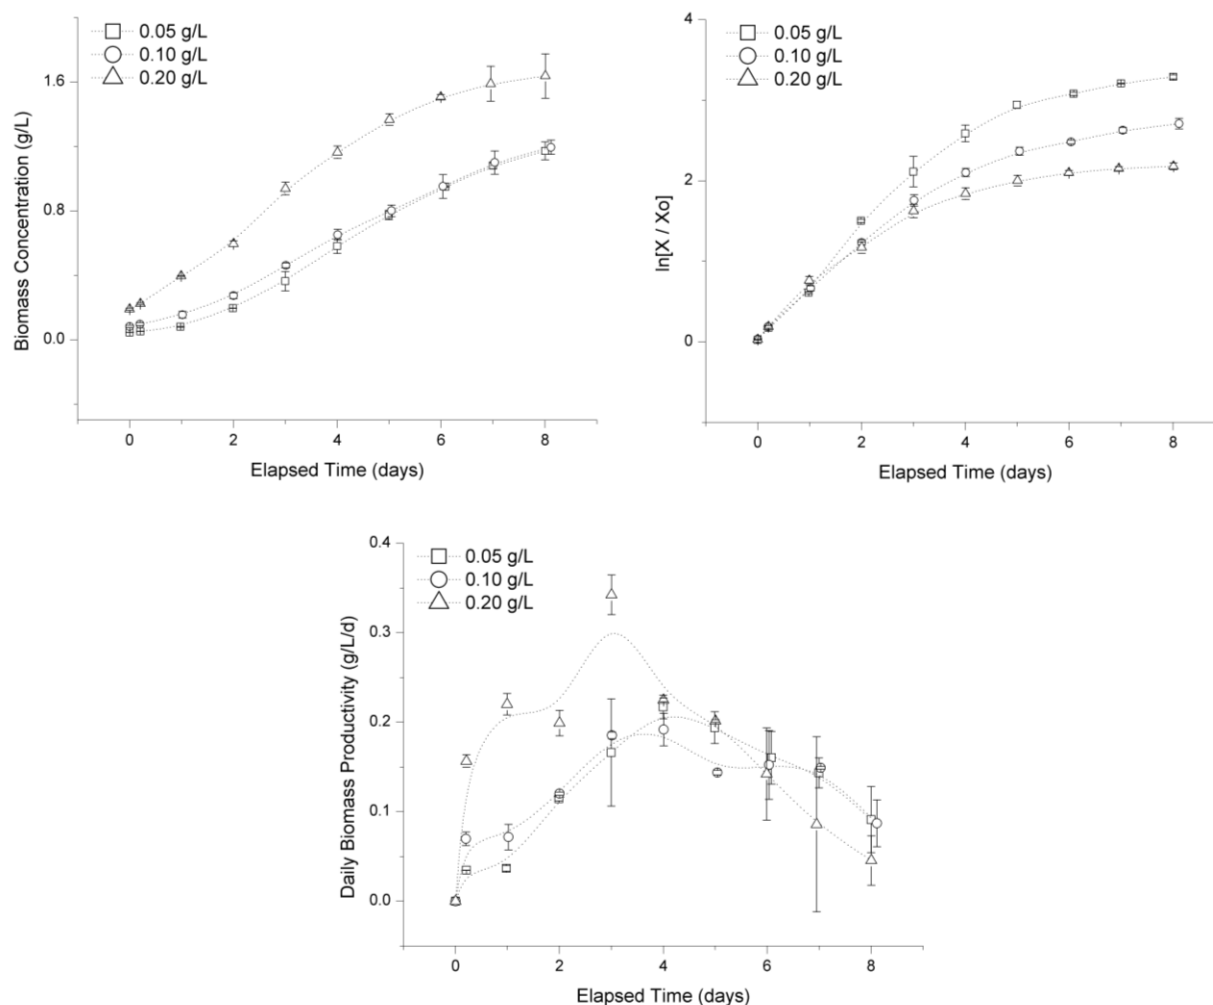 0.05 g/L
0.10 g/L
0.20 g/L
1.6
0.8
0.0
Biomass Concentration (g/L)
0 2 4 6 8
Elapsed Time (days)
0.05 g/L
0.10 g/L
0.20 g/L
4
2
0
ln[X / Xo]
0 2 4 6 8
Elapsed Time (days)
0.05 g/L
0.10 g/L
0.20 g/L
0.4
0.3
0.2
0.1
0.0
Daily Biomass Productivity (g/L/d)
0 2 4 6 8
Elapsed Time (days)